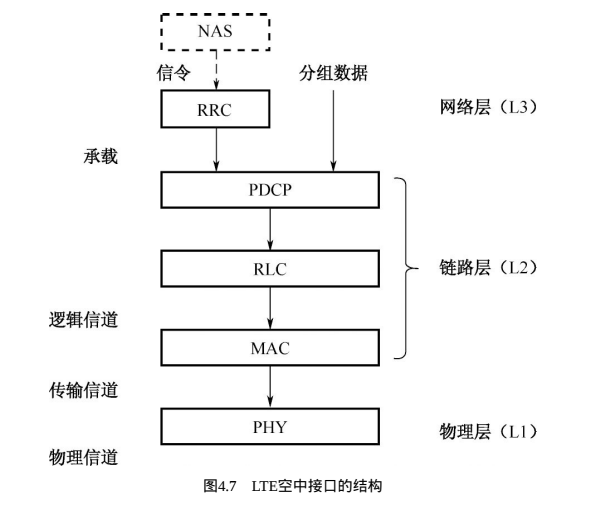 NAS
信令
分组数据
RRC
网络层（L3）
承载
PDCP
RLC
链路层（L2）
逻辑信道
MAC
传输信道
PHY
物理层（L1）
物理信道
图4.7 LTE空中接口的结构